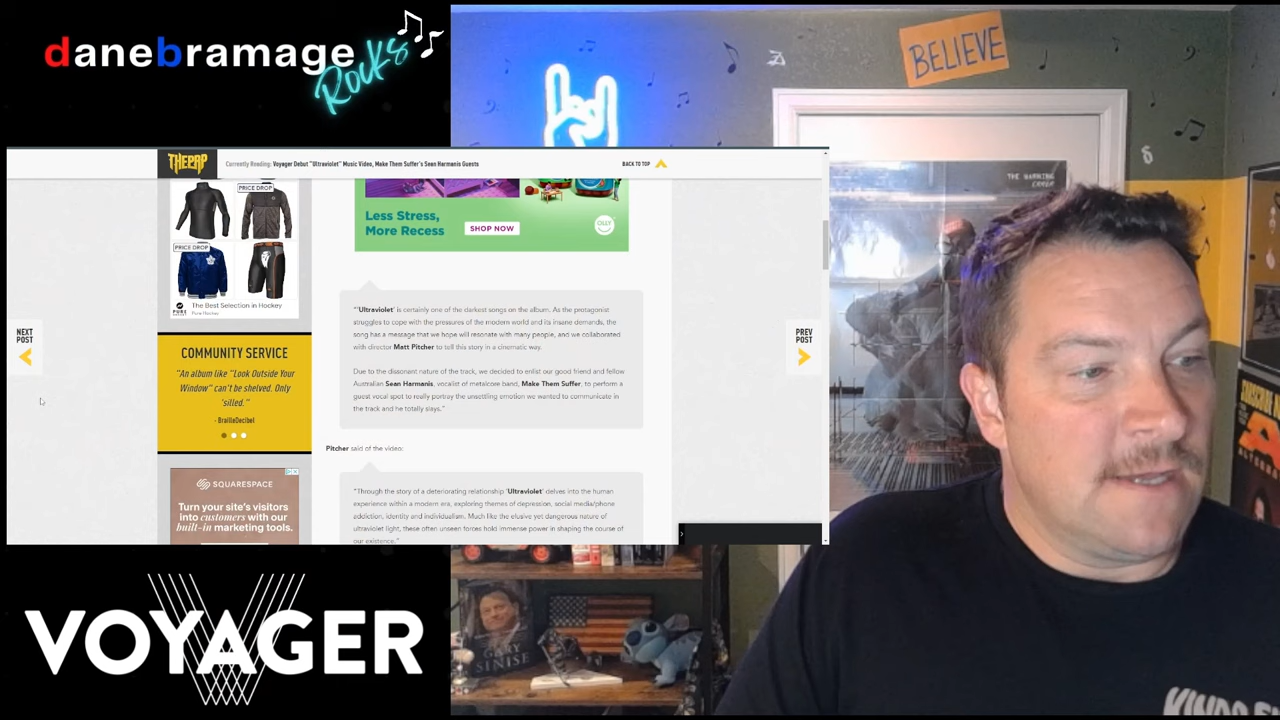 danebramage
Rocks
BELIEVE
THEPRP
Currently Reading: Voyager Debut "Ultraviolet" Music Video, Make Them Suffer's Sean Harmanis Guests
BACK TO TOP
PRICE DROP
PRICE DROP
The Best Selection in Hockey
Pure Hockey
Less Stress,
More Recess
SHOP NOW
OLLY
NEXT
POST
PREV
POST
"'Ultraviolet' is certainly one of the darkest songs on the album. As the protagonist
struggles to cope with the pressures of the modern world and its insane demands, the
song has a message that we hope will resonate with many people, and we collaborated
with director Matt Pitcher to tell this story in a cinematic way.
Due to the dissonant nature of the track, we decided to enlist our good friend and fellow
Australian Sean Harmanis, vocalist of metalcore band, Make Them Suffer, to perform a
guest vocal spot to really portray the unsettling emotion we wanted to communicate in
the track and he totally slays."
COMMUNITY SERVICE
"An album like "Look Outside Your
Window" can't be shelved. Only
'silled."
- BrailleDecibel
Pitcher said of the video:
"Through the story of a deteriorating relationship 'Ultraviolet' delves into the human
experience within a modern era, exploring themes of depression, social media/phone
addiction, identity and individualism. Much like the elusive yet dangerous nature of
ultraviolet light, these often unseen forces hold immense power in shaping the course of
our existence."
SQUARESPACE
Turn your site's visitors
into customers with our
built-in marketing tools.
VOYAGER
GARY
SINISE